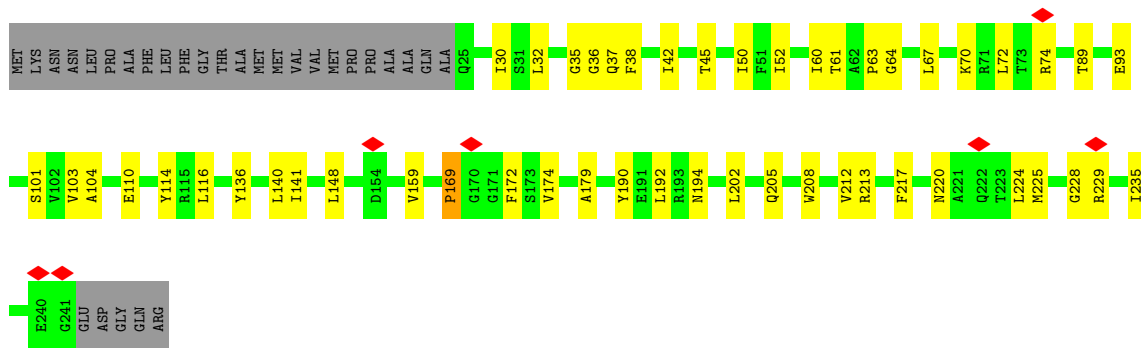 MET LYS ASN ASN LEU PRO ALA PHE LEU PHE GLY THR ALA MET MET VAL VAL MET PRO PRO ALA ALA GLN ALA Q25 I30 S31 L32 G35 G36 Q37 F38 I42 T45 I50 F51 I52 I60 T61 A62 P63 G64 L67 K70 R71 L72 T73 R74 T89 E93
S101 V102 V103 A104 E110 Y114 R115 L116 Y136 L140 I141 L148 D154 V159 P169 G170 G171 F172 S173 V174 A179 Y190 E191 L192 R193 N194 L202 Q205 W208 V212 R213 F217 N220 A221 Q222 T223 L224 M225 G228 R229 I235
E240 G241 GLU ASP GLY GLN ARG